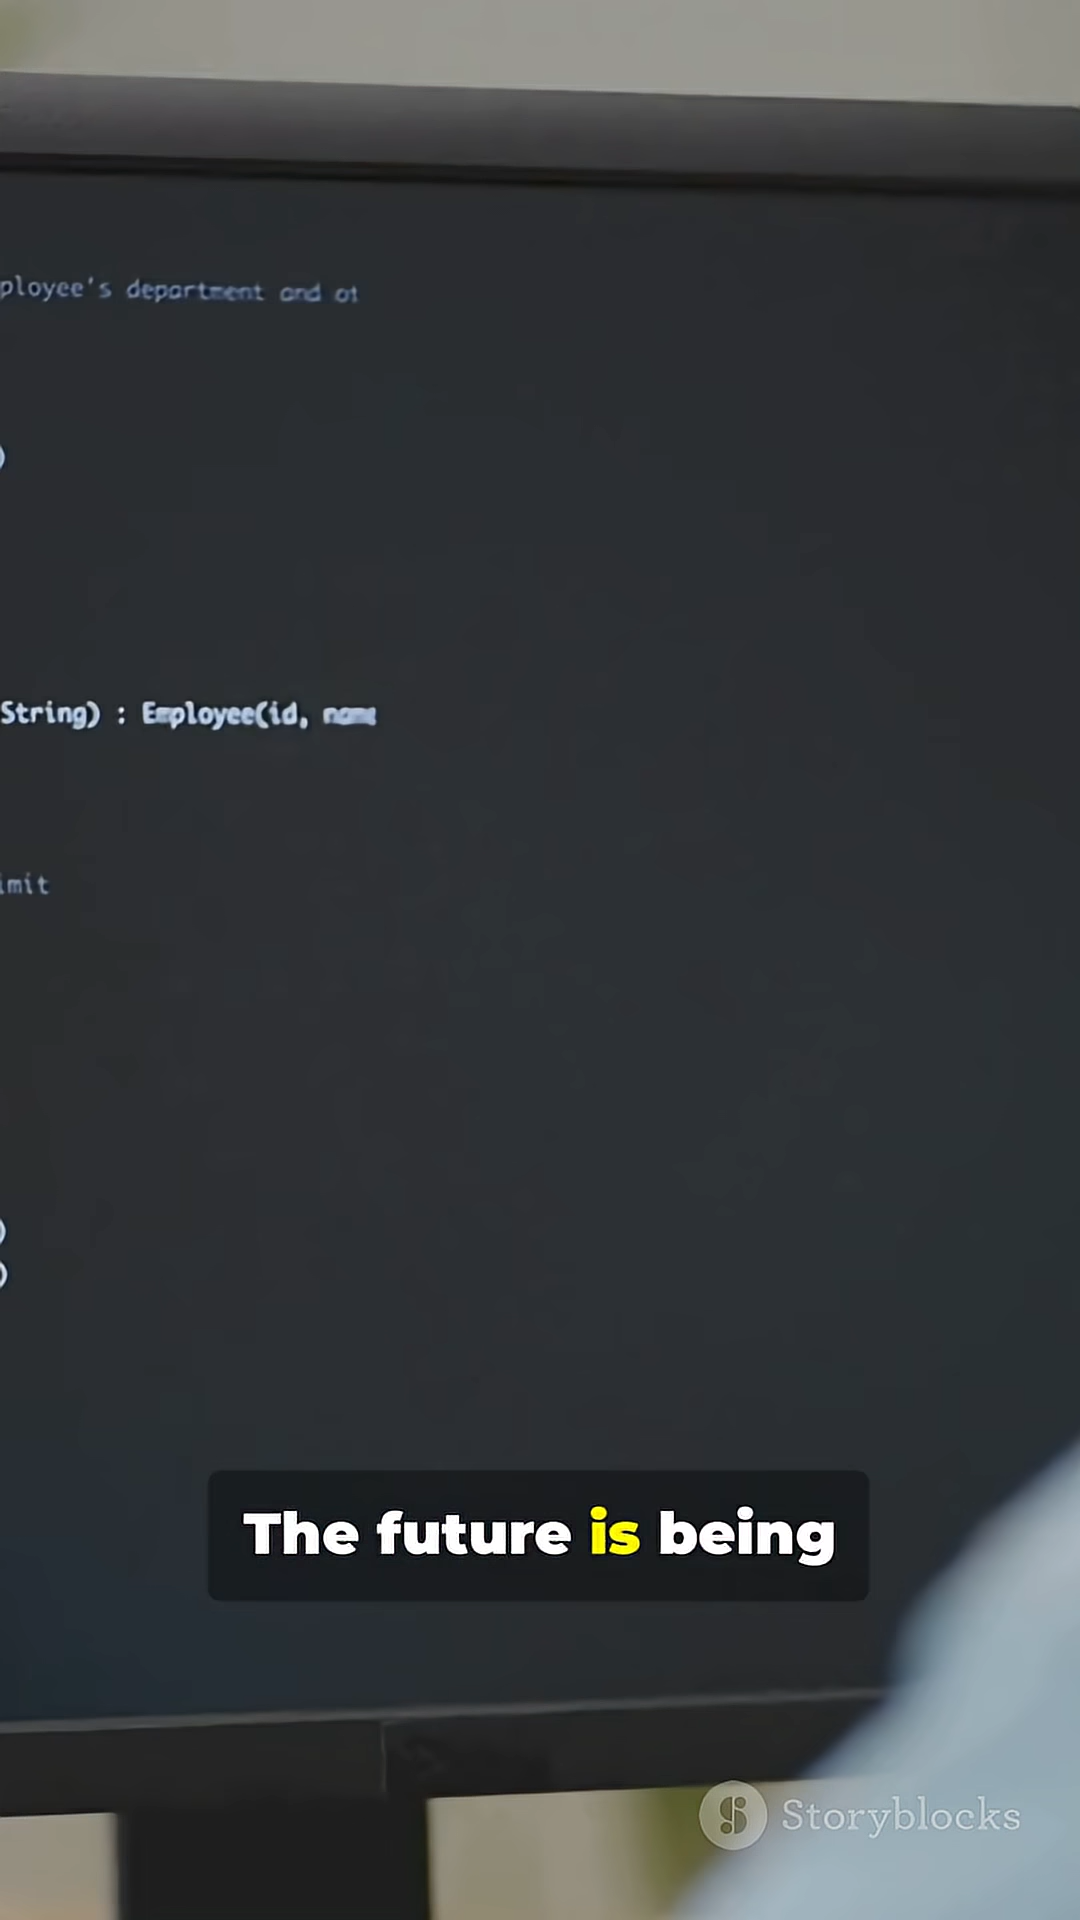 ployee's department and ot
)
String) : Employee(id, name
imit
)
)
The future is being
Storyblocks